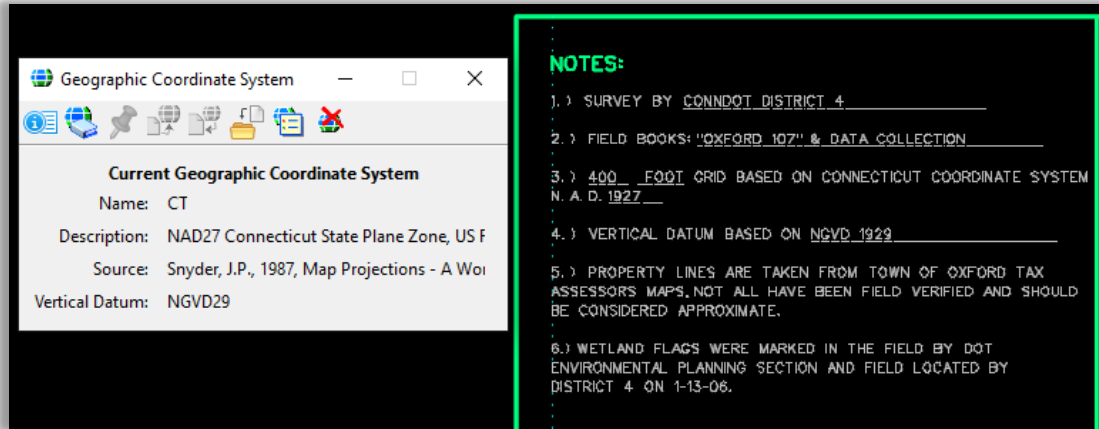 Geographic Coordinate System
Current Geographic Coordinate System
Name: CT
Description: NAD27 Connecticut State Plane Zone, US F
Source: Snyder, J.P., 1987, Map Projections - A Wor
Vertical Datum: NGVD29
NOTES:
1.) SURVEY BY CONNDOT DISTRICT 4
2.) FIELD BOOKS: "OXFORD 107" & DATA COLLECTION
3.) 400 FOOT GRID BASED ON CONNECTICUT COORDINATE SYSTEM
N. A. D. 1927
4.) VERTICAL DATUM BASED ON NGVD 1929
5.) PROPERTY LINES ARE TAKEN FROM TOWN OF OXFORD TAX
ASSESSORS MAPS. NOT ALL HAVE BEEN FIELD VERIFIED AND SHOULD
BE CONSIDERED APPROXIMATE.
6.) WETLAND FLAGS WERE MARKED IN THE FIELD BY DOT
ENVIRONMENTAL PLANNING SECTION AND FIELD LOCATED BY
DISTRICT 4 ON 1-13-06.